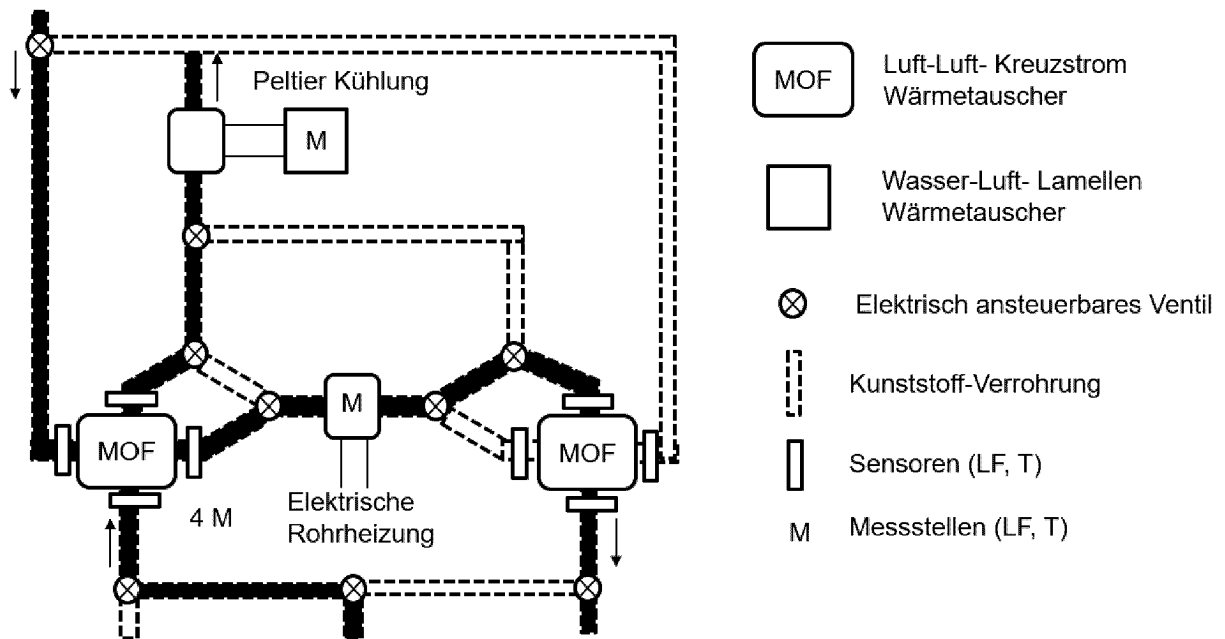 Peltier Kühlung
M
M
MOF
MOF
4 M
Elektrische
Rohrheizung
MOF
Luft-Luft- Kreuzstrom
Wärmetauscher
Wasser-Luft- Lamellen
Wärmetauscher
Elektrisch ansteuerbares Ventil
Kunststoff-Verrohrung
Sensoren (LF, T)
M
Messstellen (LF, T)